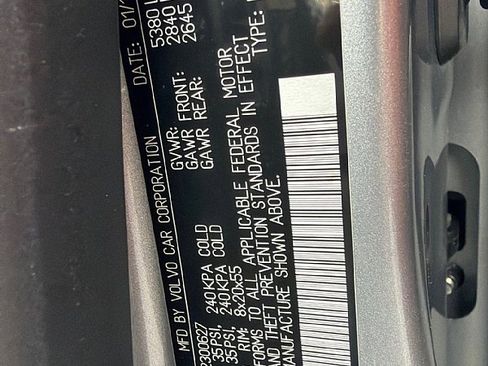 MFD BY VOLVO CAR CORPORATION DATE: 01/
GVWR: 5380
GAWR FRONT: 2840
GAWR REAR: 2645
2300627
35PSI, 240KPA COLD
35PSI, 240KPA COLD
RIM: 8x20x55
FORMS TO ALL APPLICABLE FEDERAL MOTOR
AND THEFT PREVENTION STANDARDS IN EFFECT
MANUFACTURE SHOWN ABOVE. TYPE: